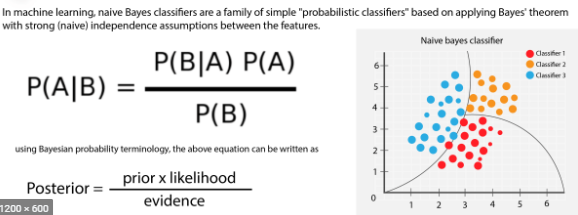 In machine learning, naive Bayes classifiers are a family of simple "probabilistic classifiers" based on applying Bayes' theorem
with strong (naive) independence assumptions between the features.
P(A|B) = P(B|A) P(A)
P(B)
using Bayesian probability terminology, the above equation can be written as
Posterior = prior x likelihood
evidence
1200 × 600
Naive bayes classifier
Classifier 1
Classifier 2
Classifier 3
6
5
4
3
2
1
0
1 2 3 4 5 6